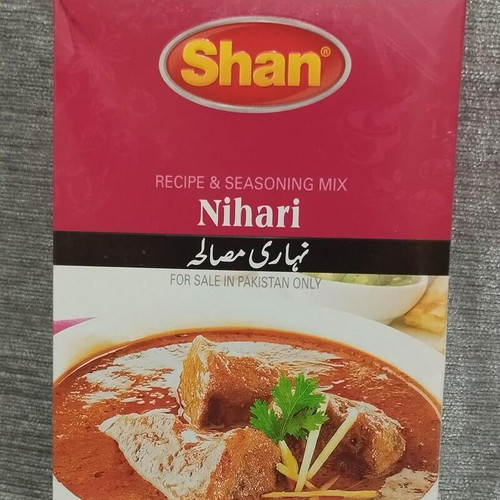 Shan®
RECIPE & SEASONING MIX
Nihari
نہاری مصالحہ
FOR SALE IN PAKISTAN ONLY